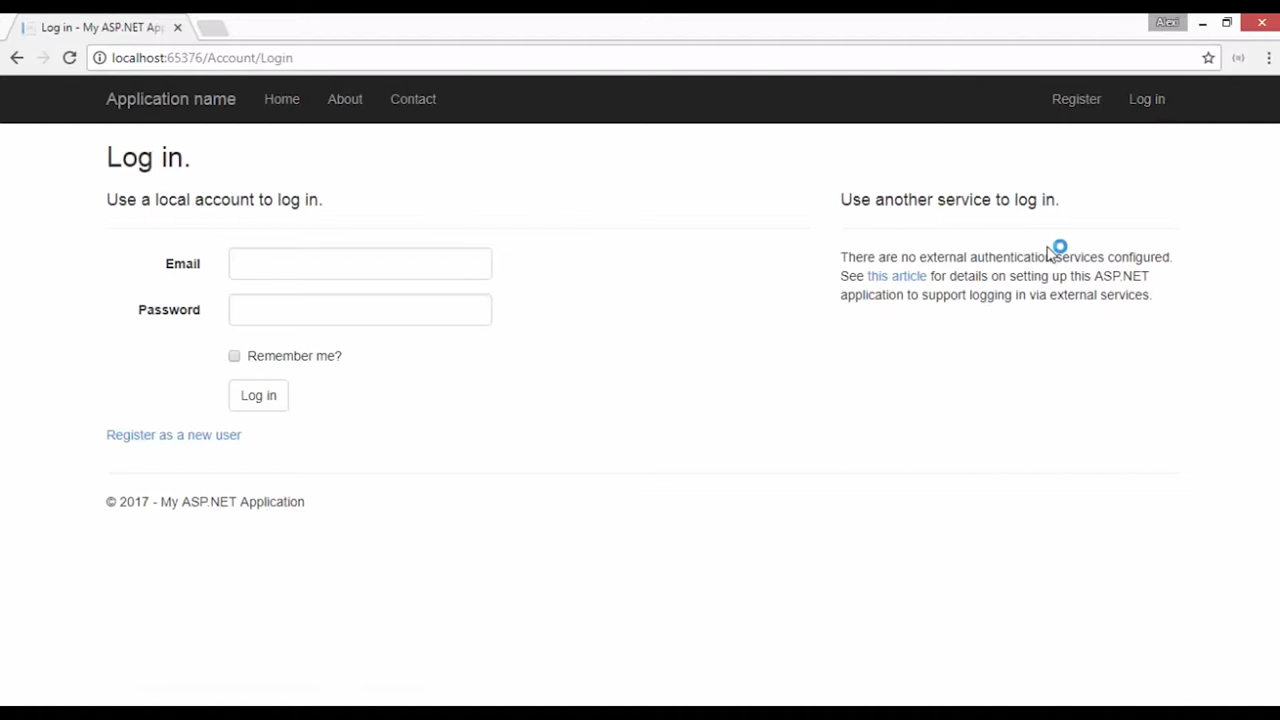 Log in - My ASP.NET App
Alexi
localhost:65376/Account/Login
Application name Home About Contact Register Log in
Log in.
Use a local account to log in.
Use another service to log in.
Email
Password
Remember me?
Log in
Register as a new user
There are no external authentication services configured.
See this article for details on setting up this ASP.NET
application to support logging in via external services.
© 2017 - My ASP.NET Application